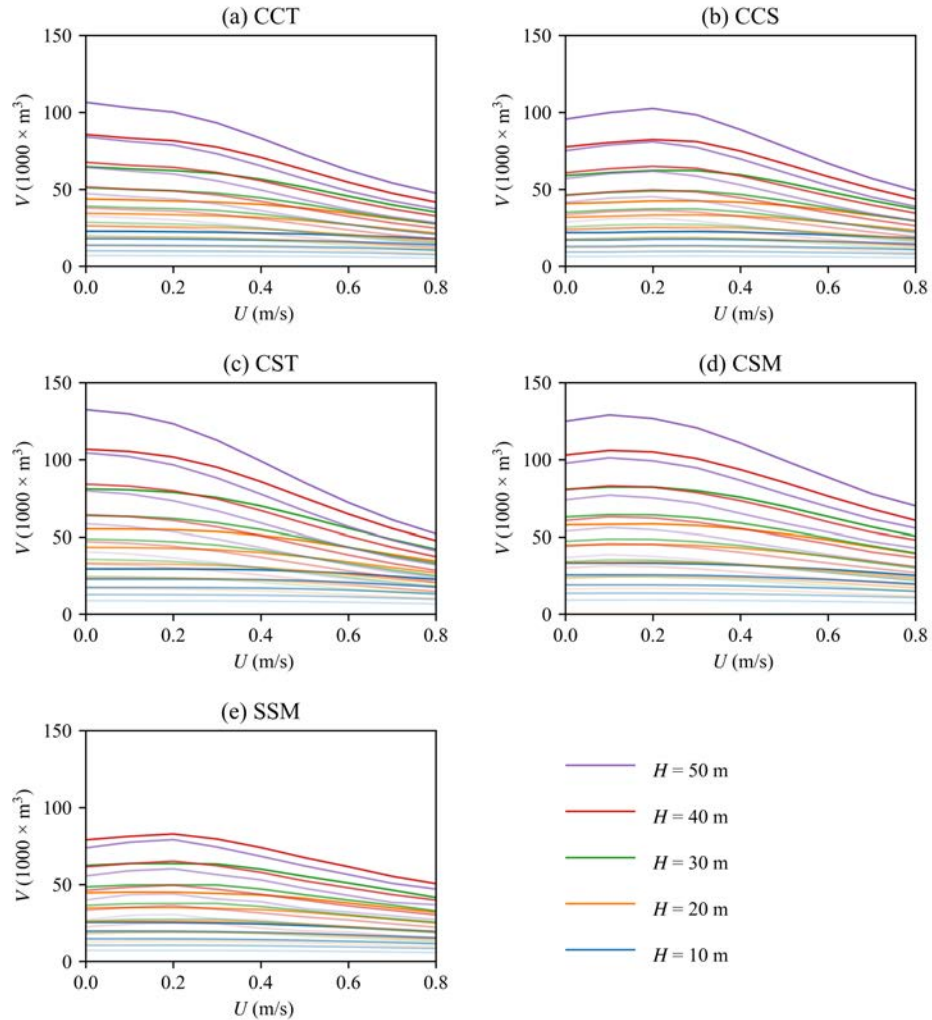 (a) CCT
150
100
50
0
V (1000 × m³)
0.0 0.2 0.4 0.6 0.8
U (m/s)
(b) CCS
150
100
50
0
V (1000 × m³)
0.0 0.2 0.4 0.6 0.8
U (m/s)
(c) CST
150
100
50
0
V (1000 × m³)
0.0 0.2 0.4 0.6 0.8
U (m/s)
(d) CSM
150
100
50
0
V (1000 × m³)
0.0 0.2 0.4 0.6 0.8
U (m/s)
(e) SSM
150
100
50
0
V (1000 × m³)
0.0 0.2 0.4 0.6 0.8
U (m/s)
H = 50 m
H = 40 m
H = 30 m
H = 20 m
H = 10 m